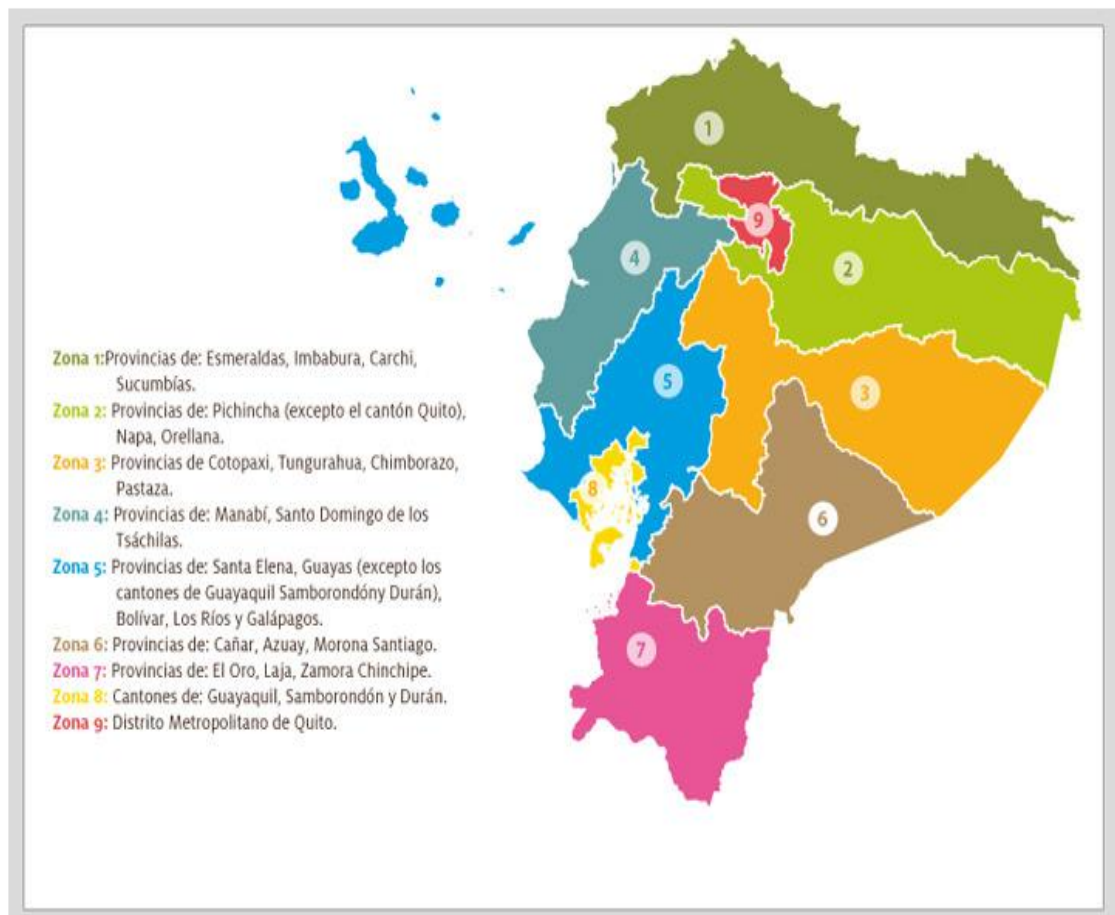 1
9
2
4
5
3
8
6
7
Zona 1:Provincias de: Esmeraldas, Imbabura, Carchi,
Sucumbías.
Zona 2: Provincias de: Pichincha (excepto el cantón Quito),
Napa, Orellana.
Zona 3: Provincias de Cotopaxi, Tungurahua, Chimborazo,
Pastaza.
Zona 4: Provincias de: Manabí, Santo Domingo de los
Tsáchilas.
Zona 5: Provincias de: Santa Elena, Guayas (excepto los
cantones de Guayaquil Samborondóny Durán),
Bolívar, Los Ríos y Galápagos.
Zona 6: Provincias de: Cañar, Azuay, Morona Santiago.
Zona 7: Provincias de: El Oro, Laja, Zamora Chinchipe.
Zona 8: Cantones de: Guayaquil, Samborondón y Durán.
Zona 9: Distrito Metropolitano de Quito.